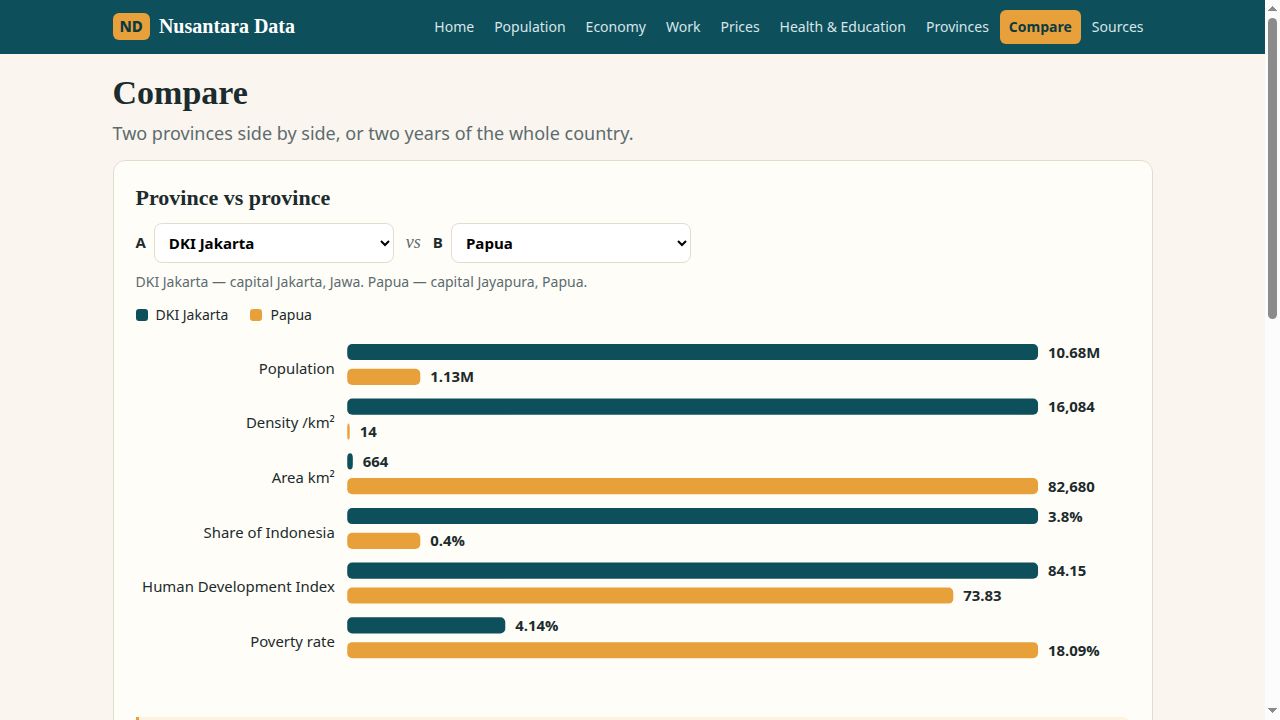 ND Nusantara Data Home Population Economy Work Prices Health & Education Provinces Compare Sources
Compare
Two provinces side by side, or two years of the whole country.
Province vs province
A DKI Jakarta vs B Papua
DKI Jakarta — capital Jakarta, Jawa. Papua — capital Jayapura, Papua.
DKI Jakarta Papua
Population 10.68M
1.13M
Density /km² 16,084
14
Area km² 664
82,680
Share of Indonesia 3.8%
0.4%
Human Development Index 84.15
73.83
Poverty rate 4.14%
18.09%